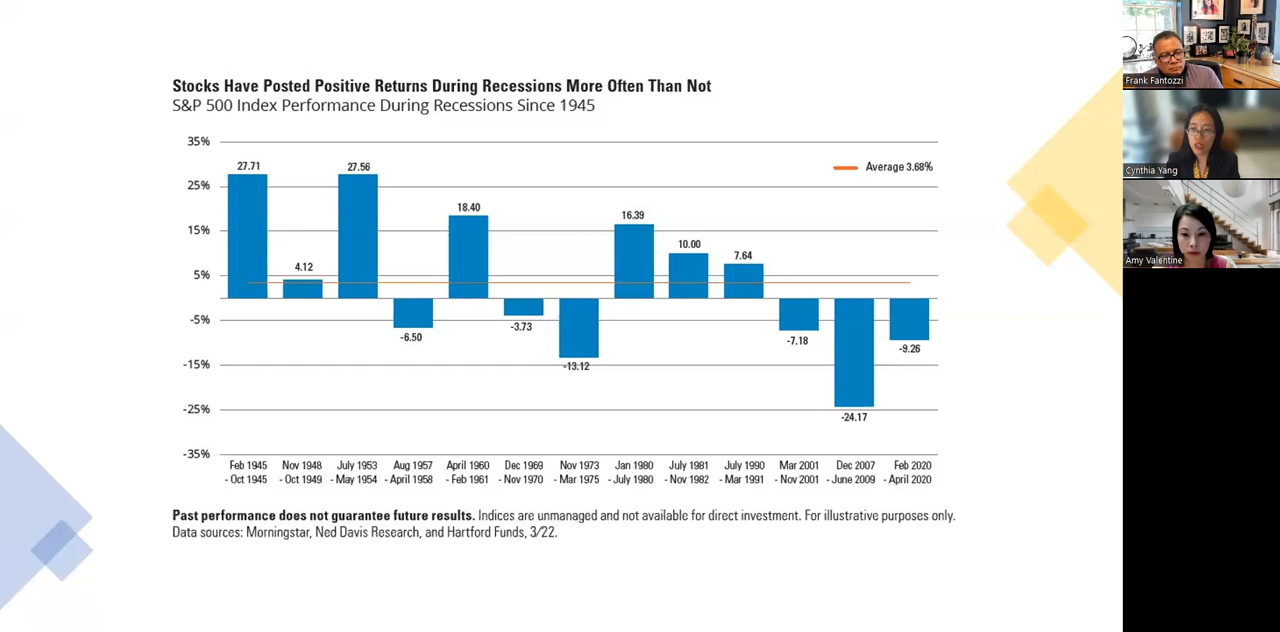 Stocks Have Posted Positive Returns During Recessions More Often Than Not
S&P 500 Index Performance During Recessions Since 1945
35%
25%
15%
5%
-5%
-15%
-25%
-35%
Average 3.68%
27.71
4.12
27.56
-6.50
18.40
-3.73
-13.12
16.39
10.00
7.64
-7.18
-24.17
-9.26
Feb 1945
- Oct 1945
Nov 1948
- Oct 1949
July 1953
- May 1954
Aug 1957
- April 1958
April 1960
- Feb 1961
Dec 1969
- Nov 1970
Nov 1973
- Mar 1975
Jan 1980
- July 1980
July 1981
- Nov 1982
July 1990
- Mar 1991
Mar 2001
- Nov 2001
Dec 2007
- June 2009
Feb 2020
- April 2020
Past performance does not guarantee future results. Indices are unmanaged and not available for direct investment. For illustrative purposes only.
Data sources: Morningstar, Ned Davis Research, and Hartford Funds, 3/22.
Frank Fantozzi
Cynthia Yang
Amy Valentine